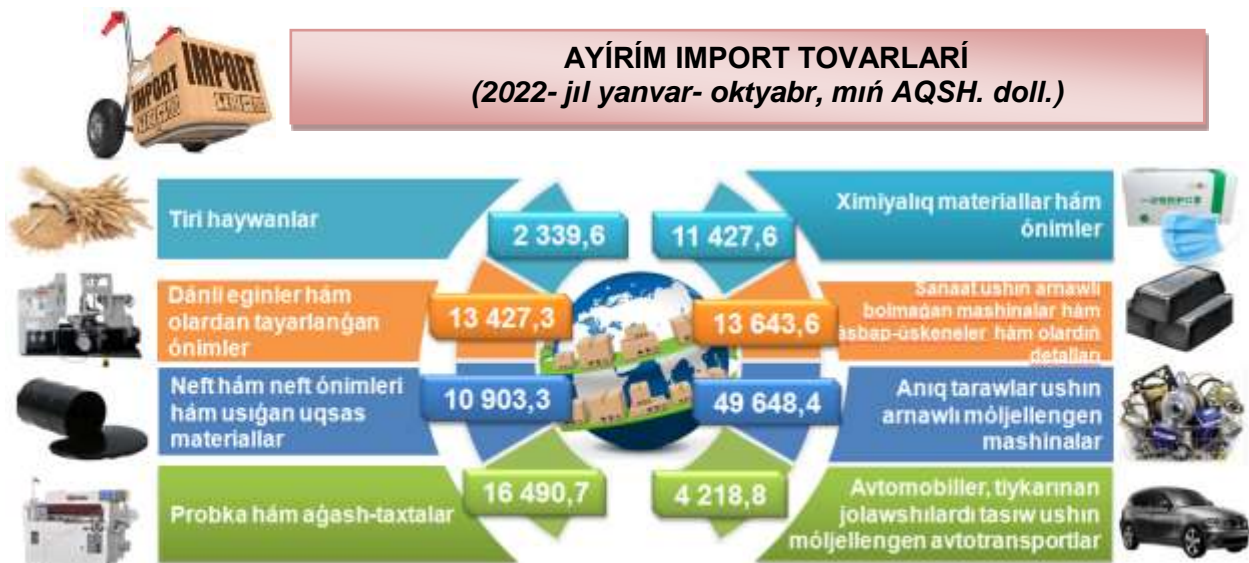 AYÍRÍM IMPORT TOVARLARÍ
(2022- jıl yanvar- oktyabr, mıń AQSH. doll.)
IMPORT
IMPORT
Tiri haywanlar
2 339,6
11 427,6
Ximiyalıq materiallar hám
ónimler
Dánli eginler hám
olardan tayarlanǵan
ónimler
13 427,3
13 643,6
Sanaat ushın arnawlı
bolmaǵan mashinalar hám
ásbap-úskeneler hám olardıń
detalları
Neft hám neft ónimleri
hám usıǵan uqsas
materiallar
10 903,3
49 648,4
Anıq tarawlar ushın
arnawlı móljellengen
mashinalar
Probka hám aǵash-taxtalar
16 490,7
4 218,8
Avtomobiller, tiykarınan
jolawshılardı tasıw ushın
móljellengen avtotransportlar